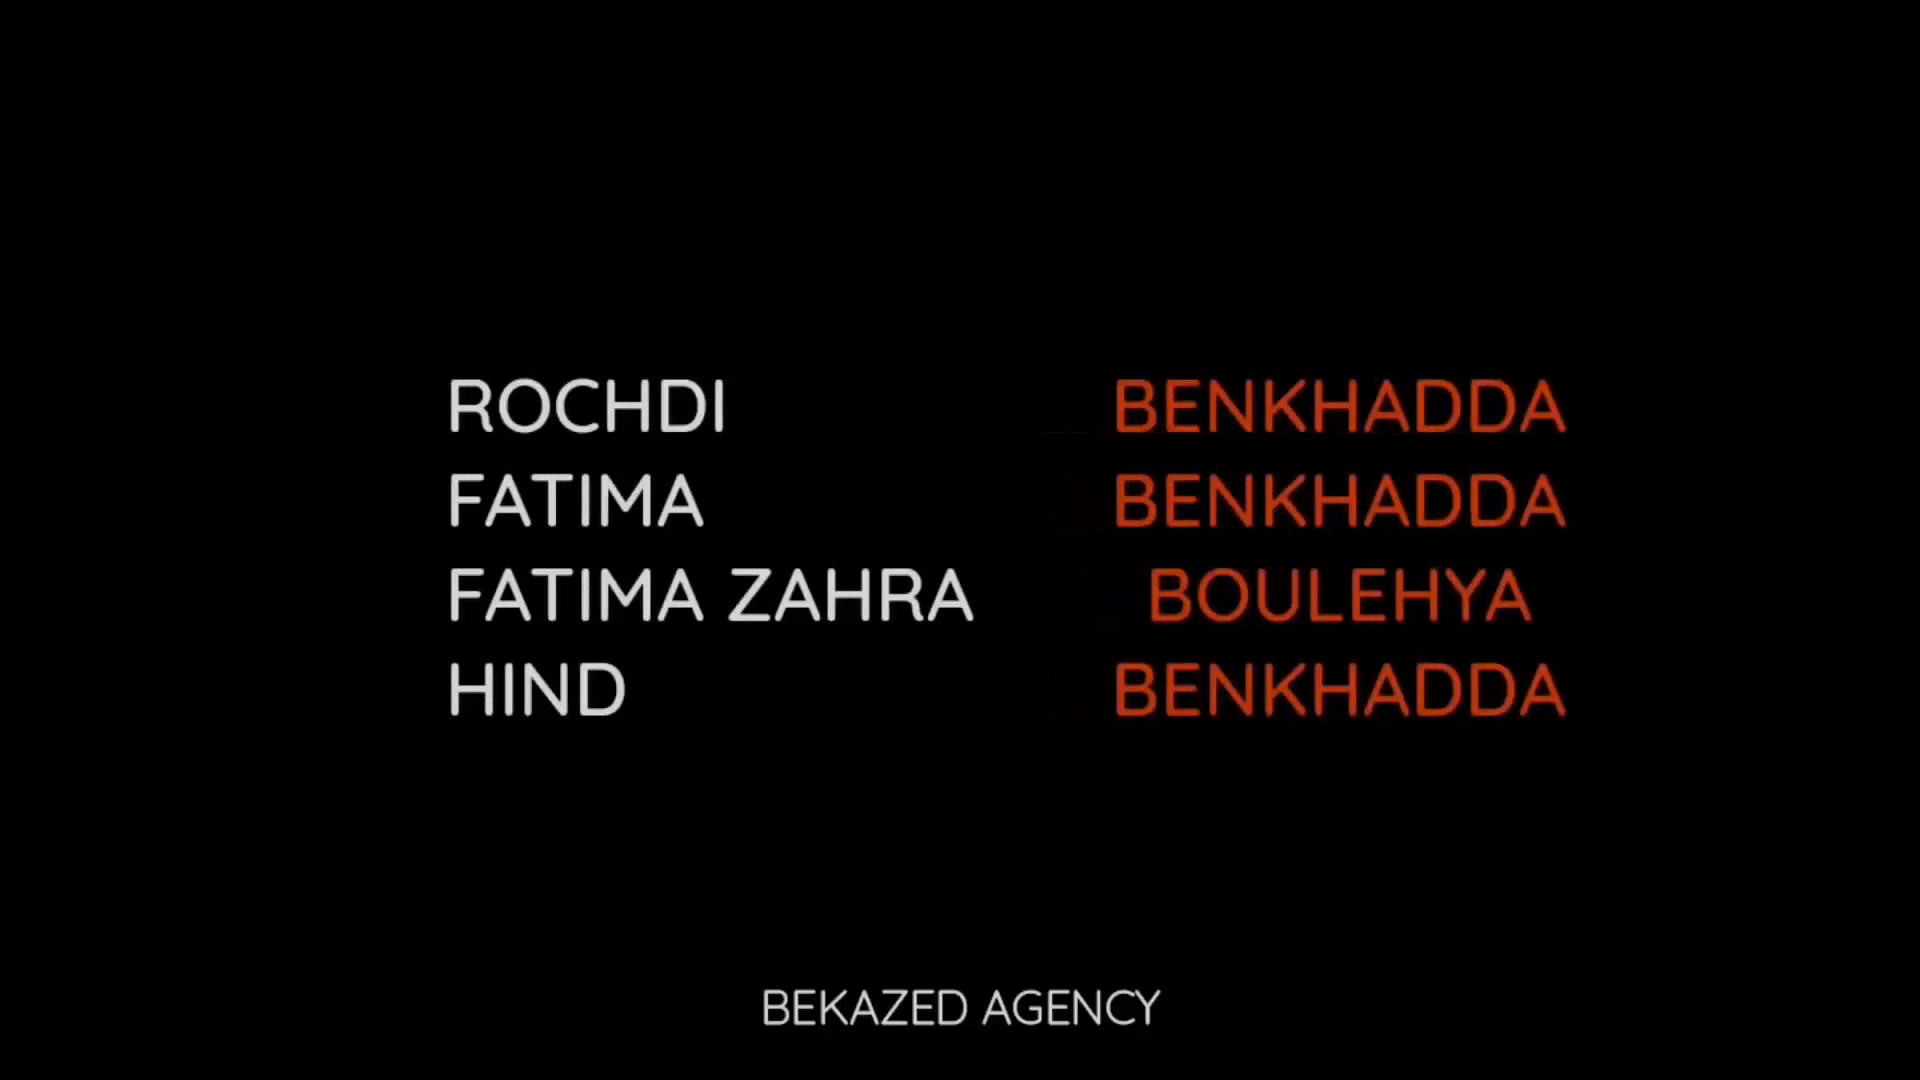 ROCHDI BENKHADDA
FATIMA BENKHADDA
FATIMA ZAHRA BOULEHYA
HIND BENKHADDA
BEKAZED AGENCY